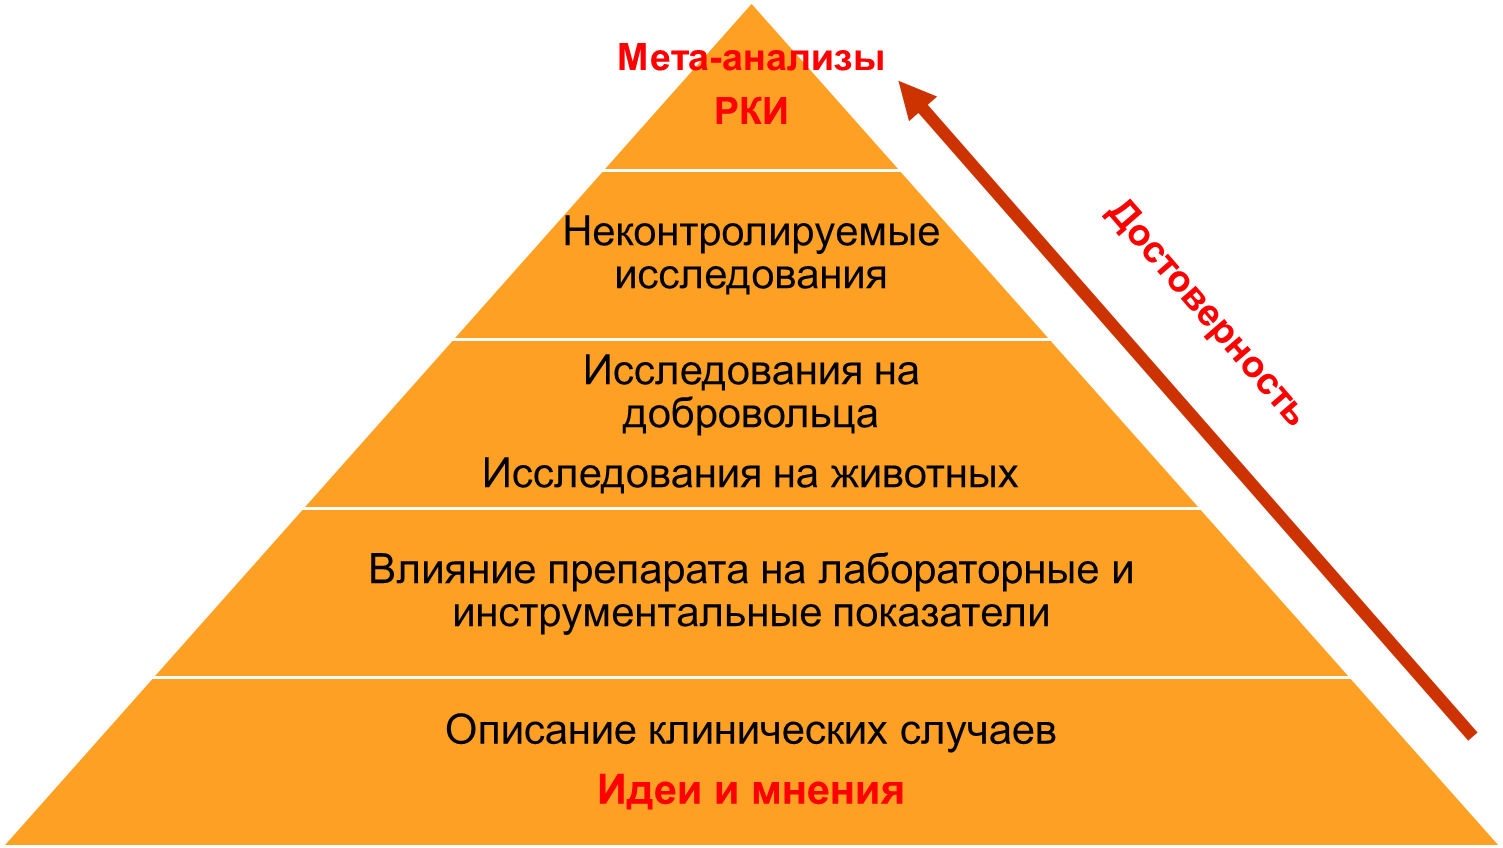 Мета-анализы
РКИ
Неконтролируемые
исследования
Исследования на
добровольца
Исследования на животных
Влияние препарата на лабораторные и
инструментальные показатели
Описание клинических случаев
Идеи и мнения
Достоверность